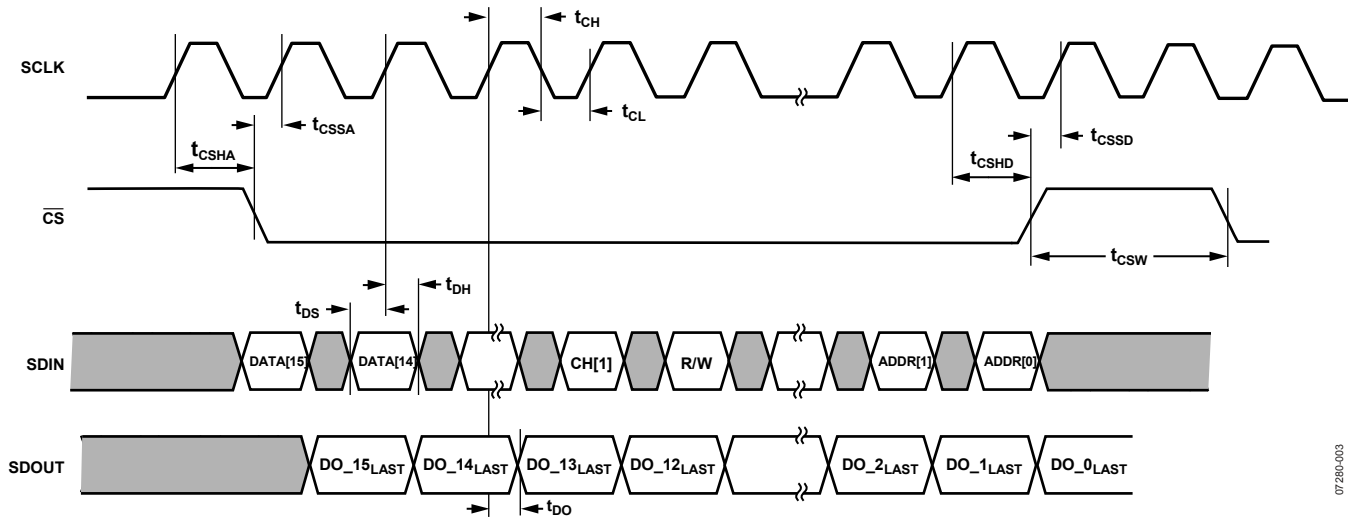 tCH
SCLK
tCL
tCSSA
tCSSD
tCSHA
tCSHD
CS
tCSW
tDH
tDS
SDIN DATA[15] DATA[14] CH[1] R/W ADDR[1] ADDR[0]
SDOUT DO_15LAST DO_14LAST DO_13LAST DO_12LAST DO_2LAST DO_1LAST DO_0LAST
tDO
07280-003